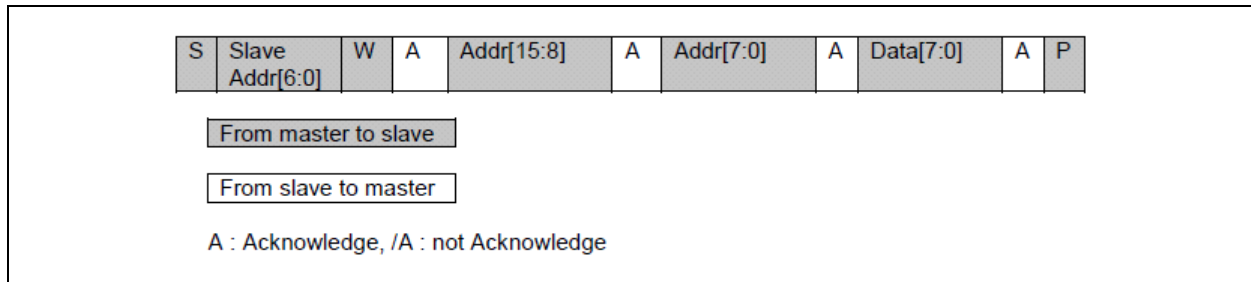 S Slave W A Addr[15:8] A Addr[7:0] A Data[7:0] A P
Addr[6:0]
From master to slave
From slave to master
A : Acknowledge, /A : not Acknowledge